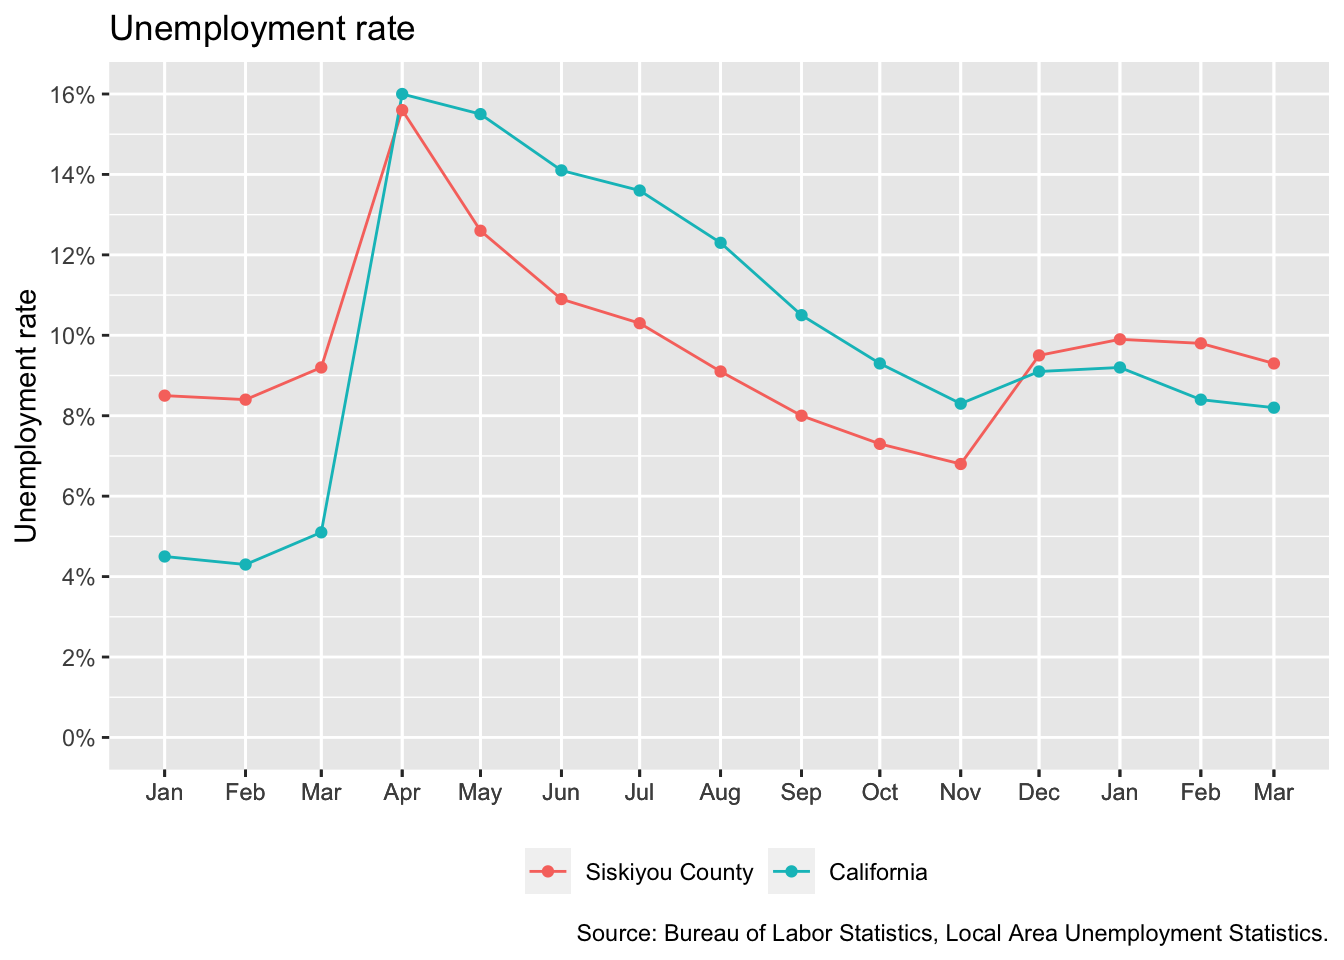 Unemployment rate
Unemployment rate
16%
14%
12%
10%
8%
6%
4%
2%
0%
Jan Feb Mar Apr May Jun Jul Aug Sep Oct Nov Dec Jan Feb Mar
Siskiyou County California
Source: Bureau of Labor Statistics, Local Area Unemployment Statistics.